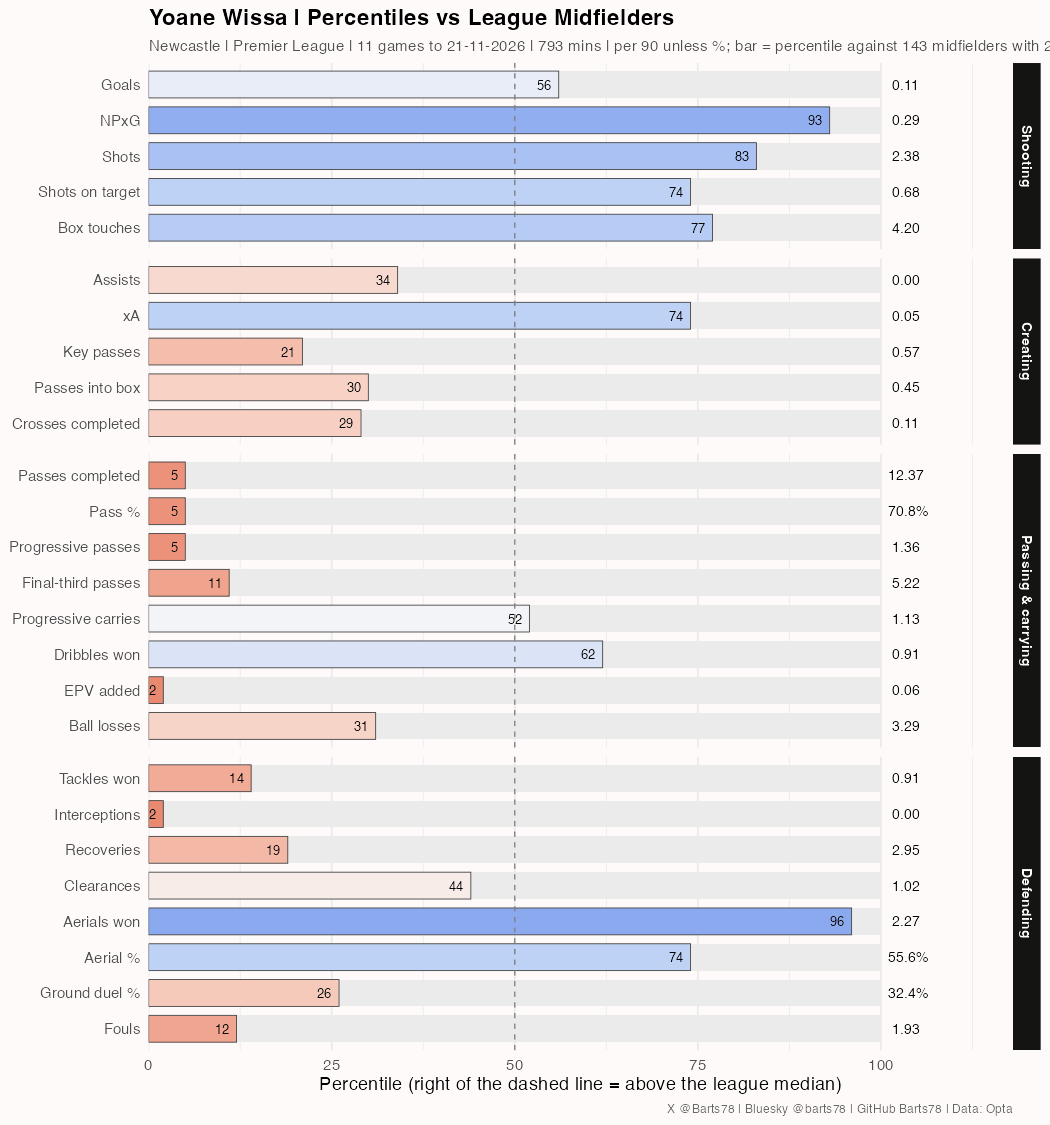 Yoane Wissa | Percentiles vs League Midfielders
Newcastle | Premier League | 11 games to 21-11-2026 | 793 mins | per 90 unless %; bar = percentile against 143 midfielders with 2
Goals 56 0.11
NPxG 93 0.29
Shots 83 2.38
Shots on target 74 0.68
Box touches 77 4.20
Shooting
Assists 34 0.00
xA 74 0.05
Key passes 21 0.57
Passes into box 30 0.45
Crosses completed 29 0.11
Creating
Passes completed 5 12.37
Pass % 5 70.8%
Progressive passes 5 1.36
Final-third passes 11 5.22
Progressive carries 52 1.13
Dribbles won 62 0.91
EPV added 2 0.06
Ball losses 31 3.29
Passing & carrying
Tackles won 14 0.91
Interceptions 2 0.00
Recoveries 19 2.95
Clearances 44 1.02
Aerials won 96 2.27
Aerial % 74 55.6%
Ground duel % 26 32.4%
Fouls 12 1.93
Defending
0 25 50 75 100
Percentile (right of the dashed line = above the league median)
X @Barts78 | Bluesky @barts78 | GitHub Barts78 | Data: Opta